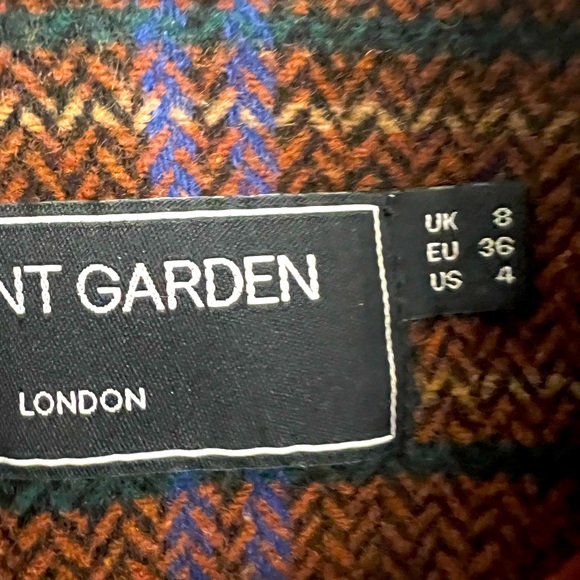 NT GARDEN
LONDON
UK 8
EU 36
US 4